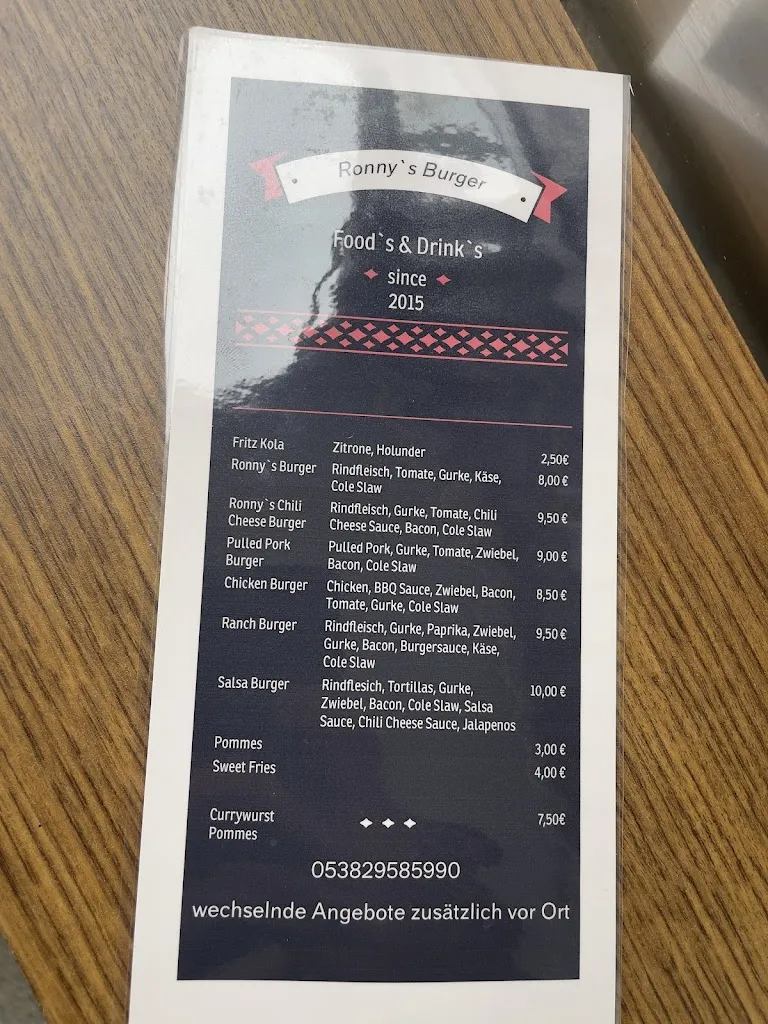 Ronny`s Burger
Food`s & Drink`s
since
2015
Fritz Kola Zitrone, Holunder 2,50€
Ronny`s Burger Rindfleisch, Tomate, Gurke, Käse, 8,00 €
Cole Slaw
Ronny`s Chili Rindfleisch, Gurke, Tomate, Chili 9,50 €
Cheese Burger Cheese Sauce, Bacon, Cole Slaw
Pulled Pork Pulled Pork, Gurke, Tomate, Zwiebel, 9,00 €
Burger Bacon, Cole Slaw
Chicken Burger Chicken, BBQ Sauce, Zwiebel, Bacon, 8,50 €
Tomate, Gurke, Cole Slaw
Ranch Burger Rindfleisch, Gurke, Paprika, Zwiebel, 9,50 €
Gurke, Bacon, Burgersauce, Käse,
Cole Slaw
Salsa Burger Rindflesich, Tortillas, Gurke, 10,00 €
Zwiebel, Bacon, Cole Slaw, Salsa
Sauce, Chili Cheese Sauce, Jalapenos
Pommes 3,00 €
Sweet Fries 4,00 €
Currywurst 7,50€
Pommes
053829585990
wechselnde Angebote zusätzlich vor Ort